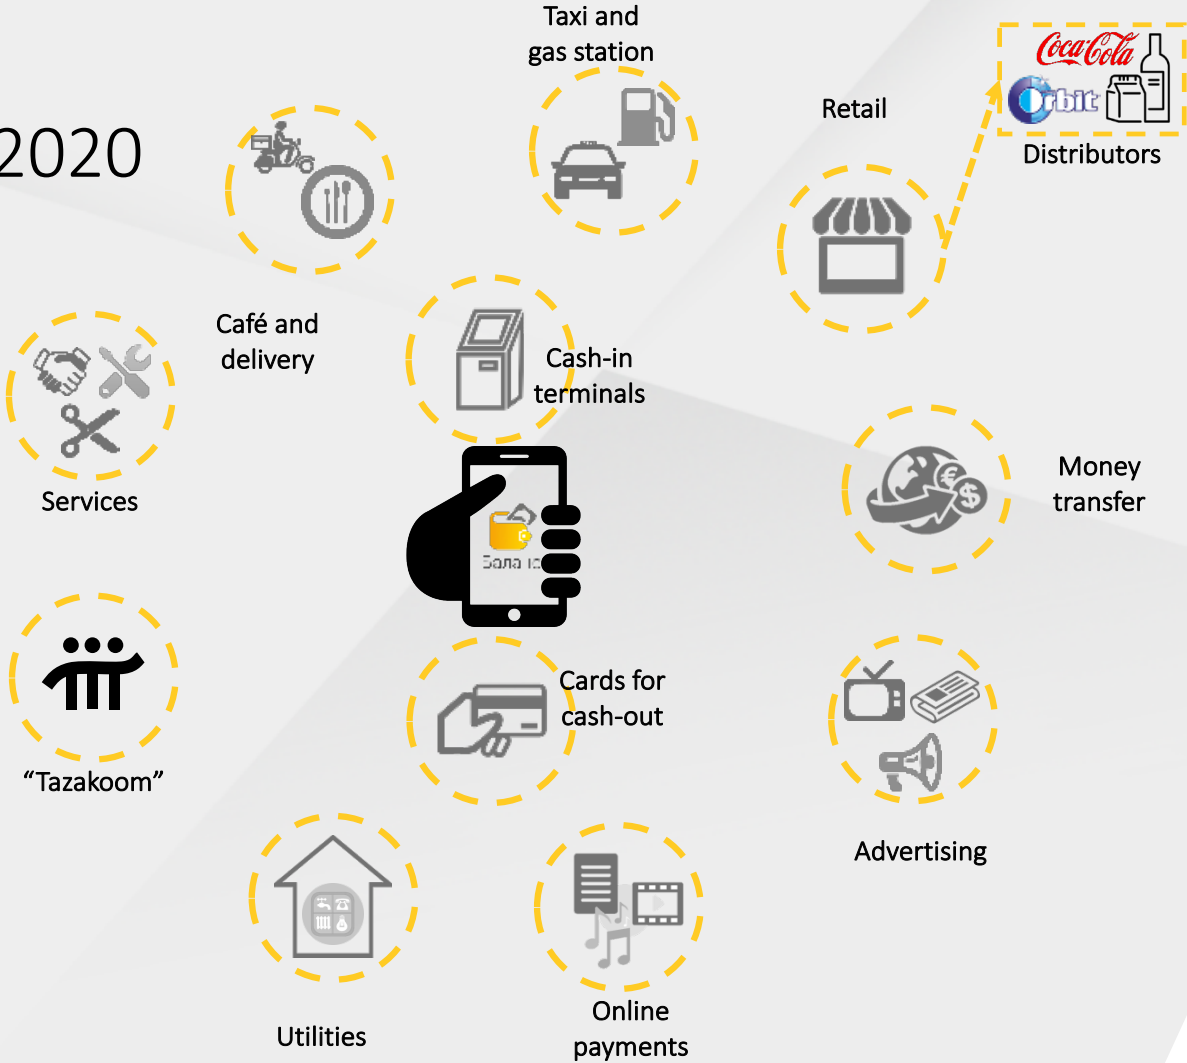 Taxi and
gas station
Coca-Cola
Orbit
Retail
Distributors
2020
Café and
delivery
Cash-in
terminals
Services
Money
transfer
Cards for
cash-out
“Tazakoom”
Advertising
Utilities
Online
payments